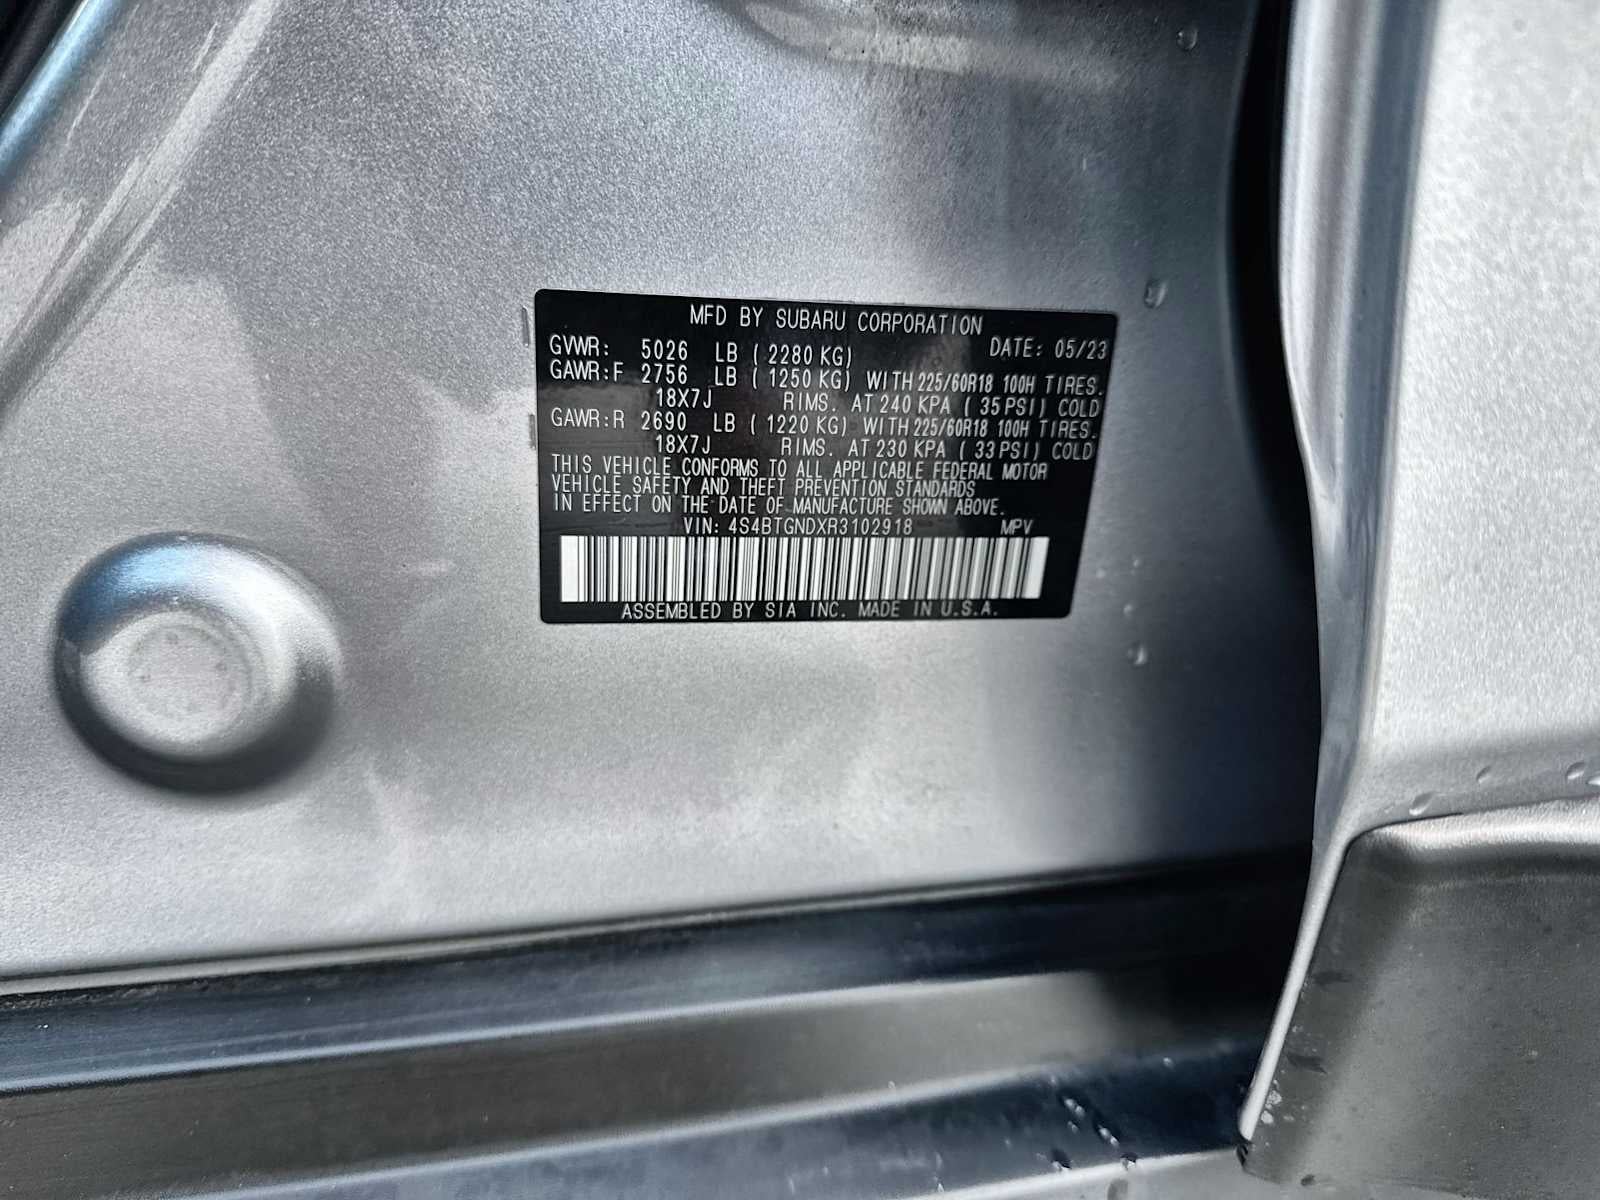 MFD BY SUBARU CORPORATION
GVWR: 5026 LB ( 2280 KG) DATE: 05/23
GAWR:F 2756 LB ( 1250 KG) WITH 225/60R18 100H TIRES.
18X7J RIMS. AT 240 KPA ( 35 PSI) COLD
GAWR:R 2690 LB ( 1220 KG) WITH 225/60R18 100H TIRES.
18X7J RIMS. AT 230 KPA ( 33 PSI) COLD
THIS VEHICLE CONFORMS TO ALL APPLICABLE FEDERAL MOTOR
VEHICLE SAFETY AND THEFT PREVENTION STANDARDS
IN EFFECT ON THE DATE OF MANUFACTURE SHOWN ABOVE.
VIN: 4S4BTGNDXR3102918 MPV
ASSEMBLED BY SIA INC. MADE IN U.S.A.